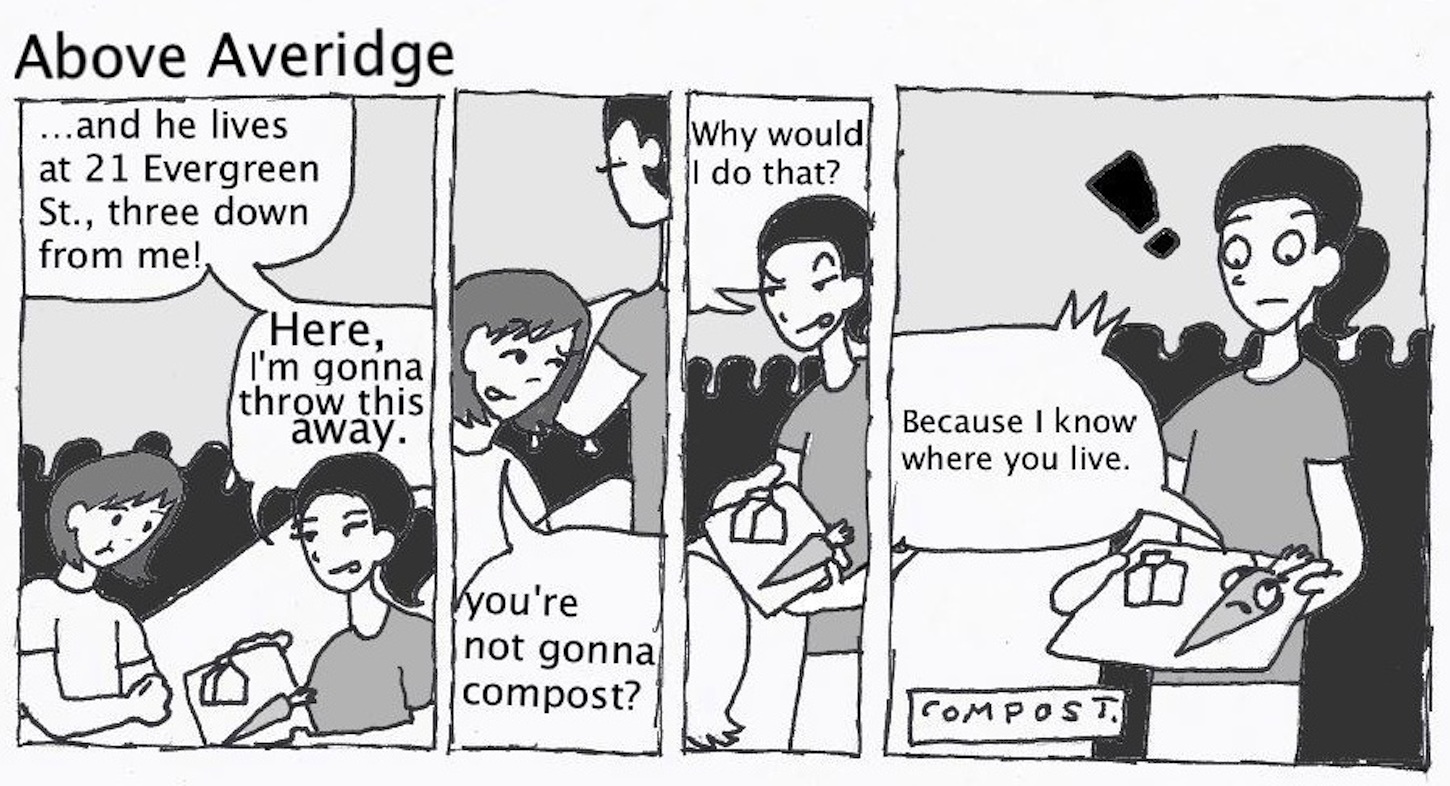 Above Averidge
...and he lives
at 21 Evergreen
St., three down
from me!
Here,
I'm gonna
throw this
away.
you're
not gonna
compost?
Why would
I do that?
Because I know
where you live.
COMPOST.